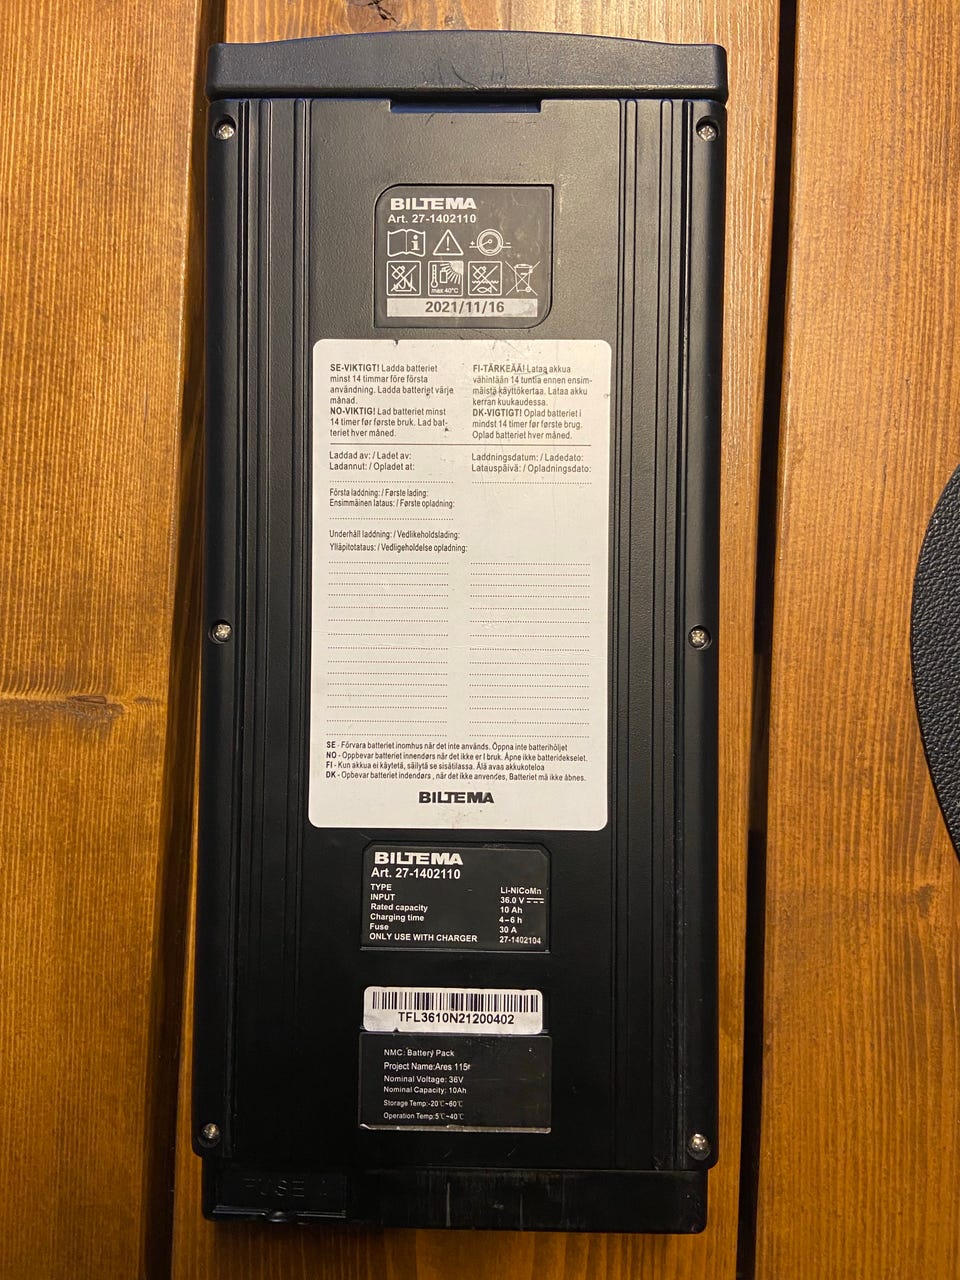 BILTEMA
Art. 27-1402110
+ -
max 40°C
2021/11/16
SE-VIKTIGT! Ladda batteriet
minst 14 timmar före första
användning. Ladda batteriet varje
månad.
NO-VIKTIG! Lad batteriet minst
14 timer før første bruk. Lad bat-
teriet hver måned.
FI-TÄRKEÄÄ! Lataa akkua
vähintään 14 tuntia ennen ensim-
mäistä käyttökertaa. Lataa akku
kerran kuukaudessa.
DK-VIGTIGT! Oplad batteriet i
mindst 14 timer før første brug.
Oplad batteriet hver måned.
Laddad av: / Ladet av:
Ladannut: / Opladet at:
Laddningsdatum: / Ladedato:
Latauspäivä: / Opladningsdato:
Första laddning: / Første lading:
Ensimmäinen lataus: / Første opladning:
Underhåll laddning: / Vedlikeholdslading:
Ylläpitotataus: / Vedligeholdelse opladning:
SE - Förvara batteriet inomhus när det inte används. Öppna inte batterihöljet
NO - Oppbevar batteriet innendørs når det ikke er I bruk. Åpne ikke batteridekseiet.
FI - Kun akkua ei käytetä, säilytä se sisätilassa. Älä avaa akkukoteloa
DK - Opbevar batteriet indendørs , når det ikke anvendes, Batteriet må ikke åbnes.
BILTEMA
BILTEMA
Art. 27-1402110
TYPE Li-NiCoMn
INPUT 36.0 V
Rated capacity 10 Ah
Charging time 4–6 h
Fuse 30 A
ONLY USE WITH CHARGER 27-1402104
TFL3610N21200402
NMC: Battery Pack
Project Name:Ares 115
Nominal Voltage: 36V
Nominal Capacity: 10Ah
Storage Temp:-20℃~60℃
Operation Temp:5℃~40℃
FUSE